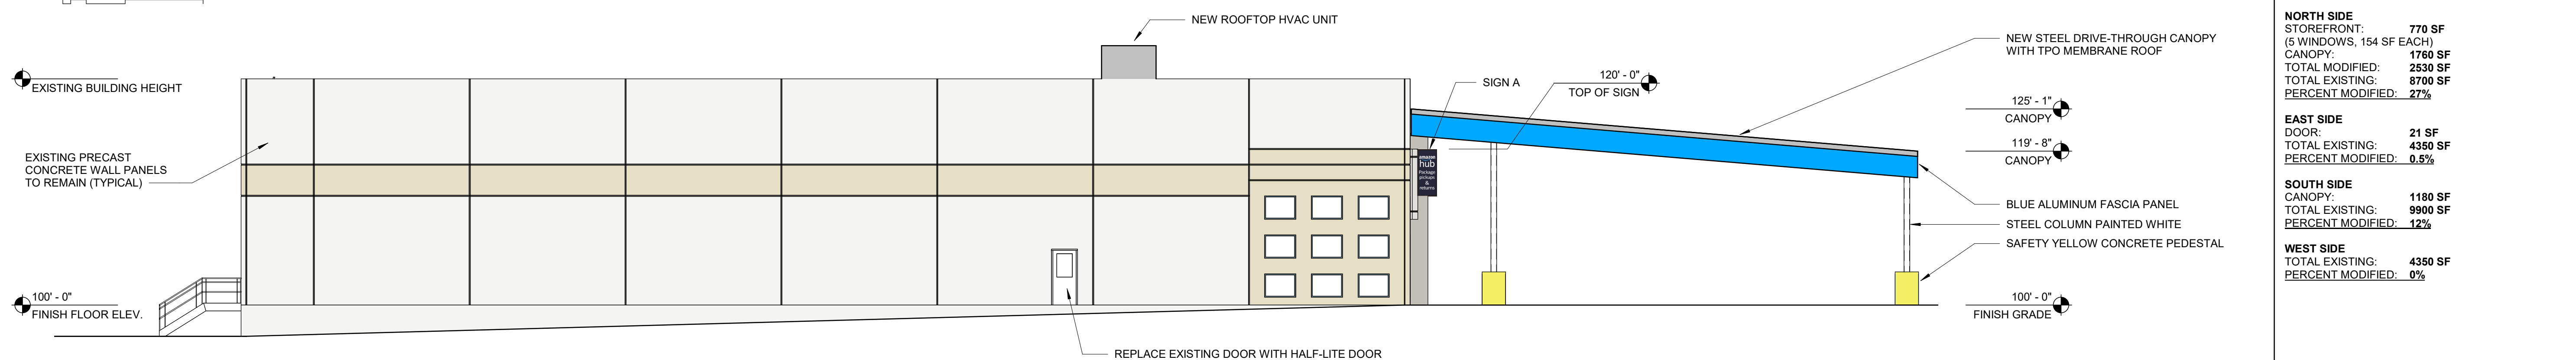 NEW ROOFTOP HVAC UNIT
EXISTING BUILDING HEIGHT
EXISTING PRECAST
CONCRETE WALL PANELS
TO REMAIN (TYPICAL)
100' - 0"
FINISH FLOOR ELEV.
REPLACE EXISTING DOOR WITH HALF-LITE DOOR
SIGN A
120' - 0"
TOP OF SIGN
amazon
hub
Package
pickups
&
returns
NEW STEEL DRIVE-THROUGH CANOPY
WITH TPO MEMBRANE ROOF
125' - 1"
CANOPY
119' - 8"
CANOPY
BLUE ALUMINUM FASCIA PANEL
STEEL COLUMN PAINTED WHITE
SAFETY YELLOW CONCRETE PEDESTAL
100' - 0"
FINISH GRADE
NORTH SIDE
STOREFRONT: 770 SF
(5 WINDOWS, 154 SF EACH)
CANOPY: 1760 SF
TOTAL MODIFIED: 2530 SF
TOTAL EXISTING: 8700 SF
PERCENT MODIFIED: 27%
EAST SIDE
DOOR: 21 SF
TOTAL EXISTING: 4350 SF
PERCENT MODIFIED: 0.5%
SOUTH SIDE
CANOPY: 1180 SF
TOTAL EXISTING: 9900 SF
PERCENT MODIFIED: 12%
WEST SIDE
TOTAL EXISTING: 4350 SF
PERCENT MODIFIED: 0%